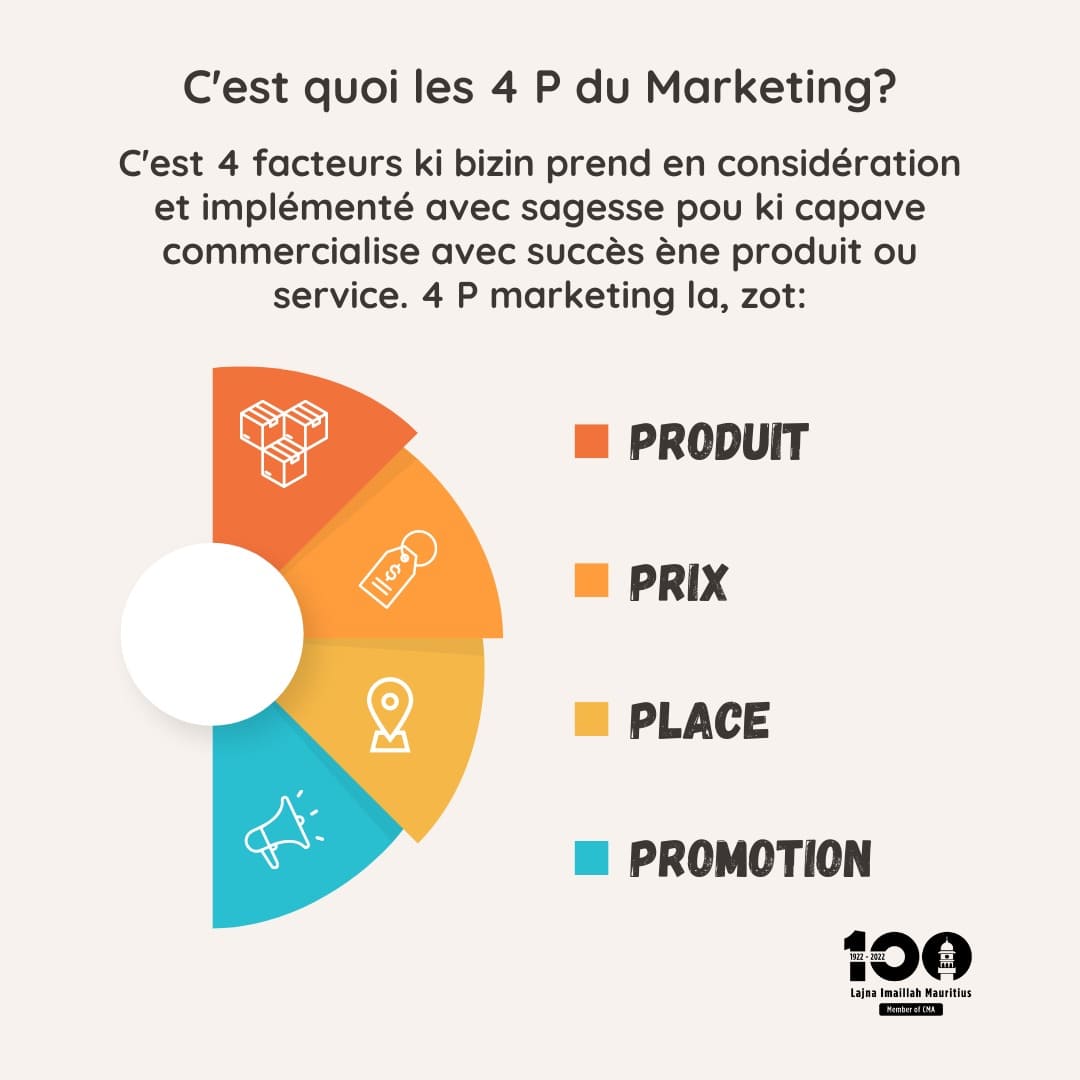 C'est quoi les 4 P du Marketing?
C'est 4 facteurs ki bizin prend en considération
et implémenté avec sagesse pou ki capave
commercialise avec succès ène produit ou
service. 4 P marketing la, zot:
PRODUIT
$
PRIX
PLACE
PROMOTION
100
1922 - 2022
Lajna Imaillah Mauritius
Member of CMA